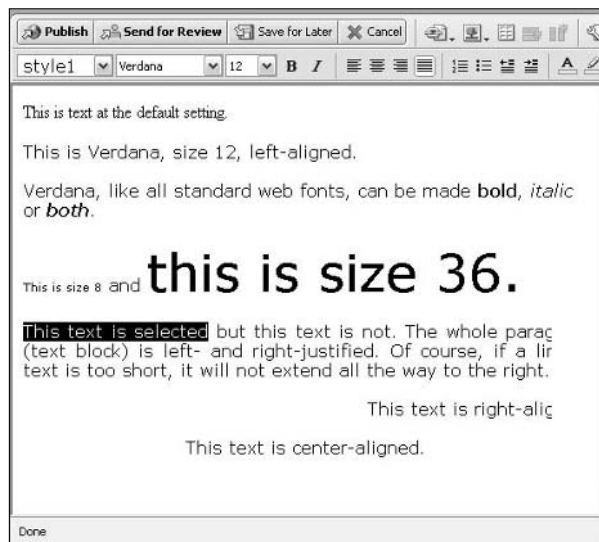 Publish Send for Review Save for Later Cancel
style1 Verdana 12 B I A
This is text at the default setting.
This is Verdana, size 12, left-aligned.
Verdana, like all standard web fonts, can be made bold, italic
or both.
This is size 8 and this is size 36.
This text is selected but this text is not. The whole parag
(text block) is left- and right-justified. Of course, if a lin
text is too short, it will not extend all the way to the right.
This text is right-alig
This text is center-aligned.
Done